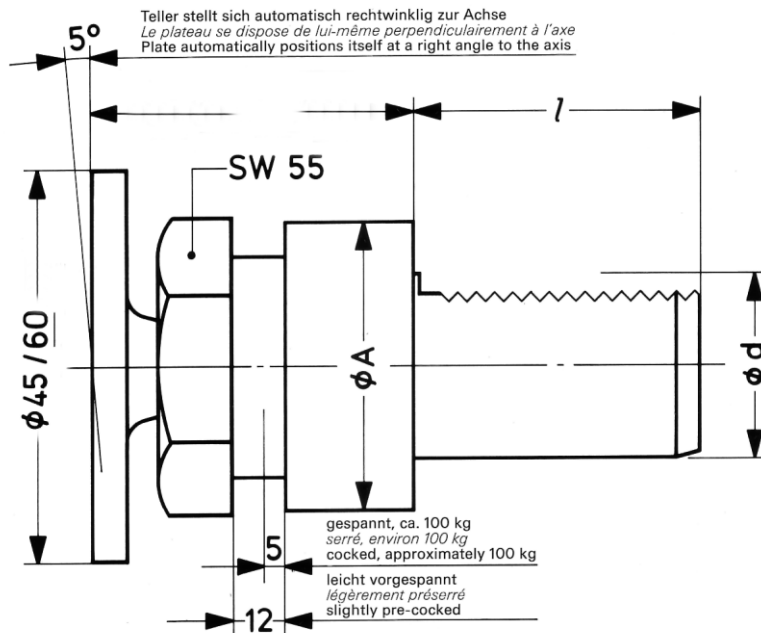 Teller stellt sich automatisch rechtwinklig zur Achse
Le plateau se dispose de lui-même perpendiculairement à l'axe
Plate automatically positions itself at a right angle to the axis
5°
l
SW 55
ϕ45/60
ϕA
ϕd
5
gespannt, ca. 100 kg
serré, environ 100 kg
cocked, approximately 100 kg
12
leicht vorgespannt
légèrement préserré
slightly pre-cocked